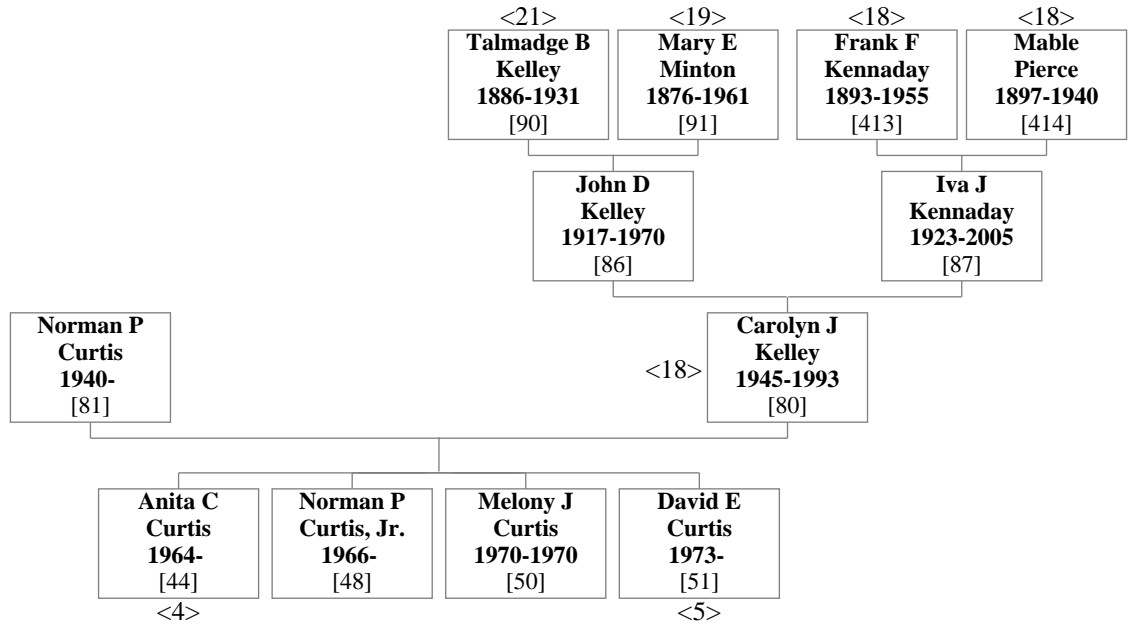 <21>
Talmadge B
Kelley
1886-1931
[90]
<19>
Mary E
Minton
1876-1961
[91]
<18>
Frank F
Kennaday
1893-1955
[413]
<18>
Mable
Pierce
1897-1940
[414]
John D
Kelley
1917-1970
[86]
Iva J
Kennaday
1923-2005
[87]
Norman P
Curtis
1940-
[81]
<18>
Carolyn J
Kelley
1945-1993
[80]
Anita C
Curtis
1964-
[44]
<4>
Norman P
Curtis, Jr.
1966-
[48]
Melony J
Curtis
1970-1970
[50]
David E
Curtis
1973-
[51]
<5>